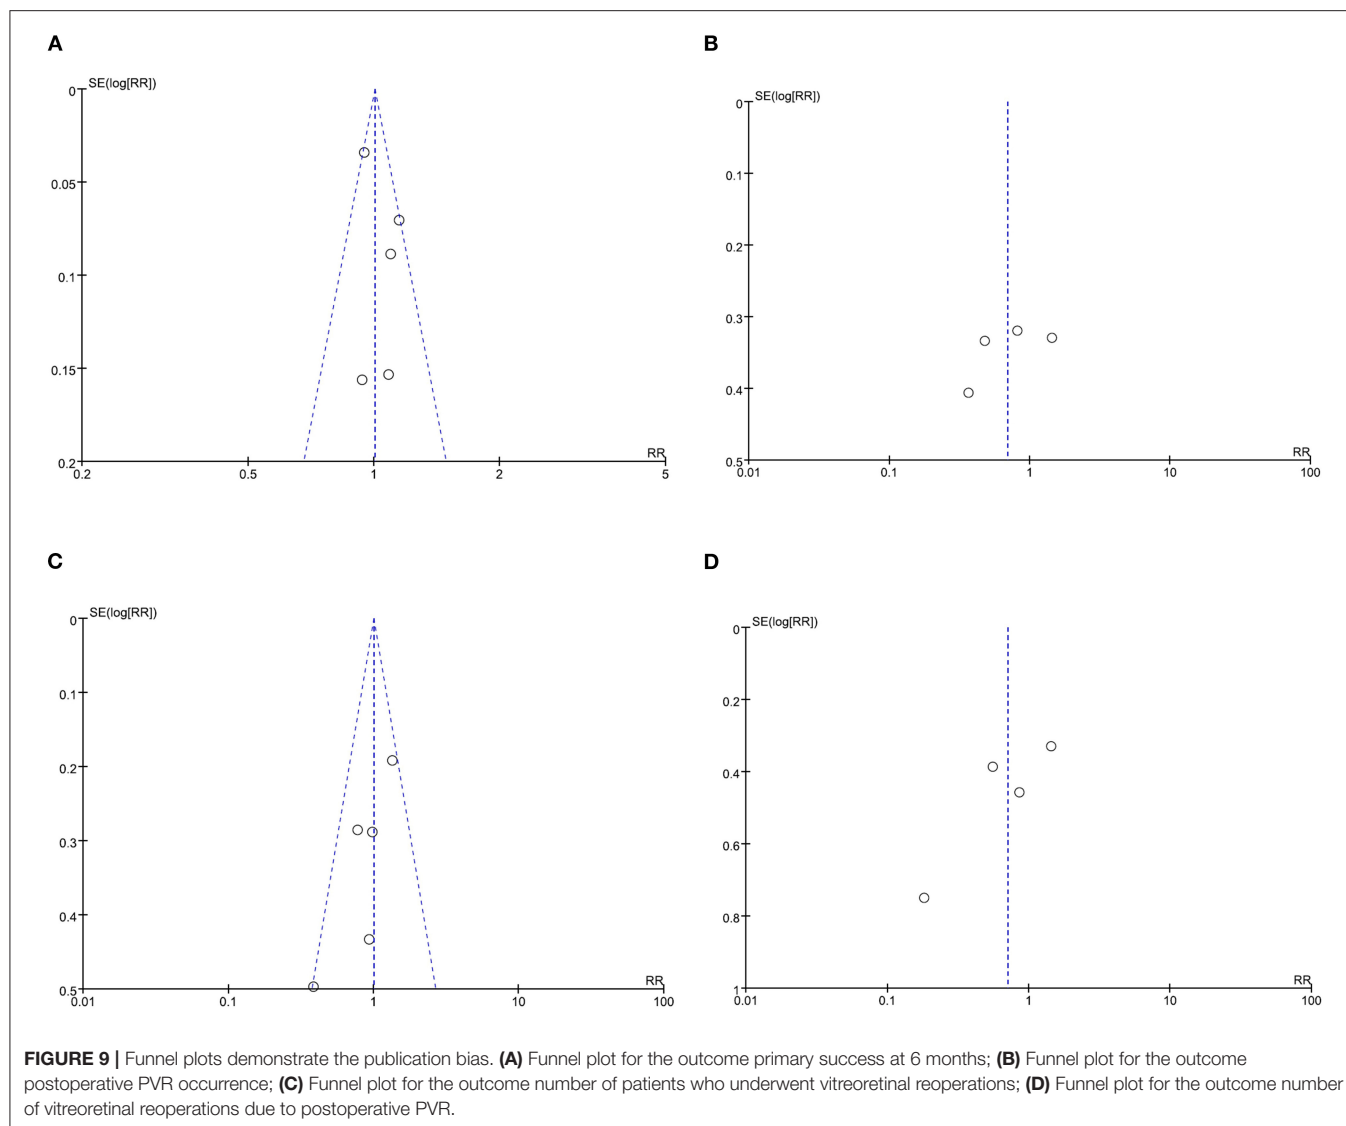 A
SE(log[RR])
0
0.05
0.1
0.15
0.2
RR
0.2
0.5
1
2
5
B
SE(log[RR])
0
0.1
0.2
0.3
0.4
0.5
RR
0.01
0.1
1
10
100
C
SE(log[RR])
0
0.1
0.2
0.3
0.4
0.5
RR
0.01
0.1
1
10
100
D
SE(log[RR])
0
0.2
0.4
0.6
0.8
1
RR
0.01
0.1
1
10
100
FIGURE 9 | Funnel plots demonstrate the publication bias. (A) Funnel plot for the outcome primary success at 6 months; (B) Funnel plot for the outcome
postoperative PVR occurrence; (C) Funnel plot for the outcome number of patients who underwent vitreoretinal reoperations; (D) Funnel plot for the outcome number
of vitreoretinal reoperations due to postoperative PVR.